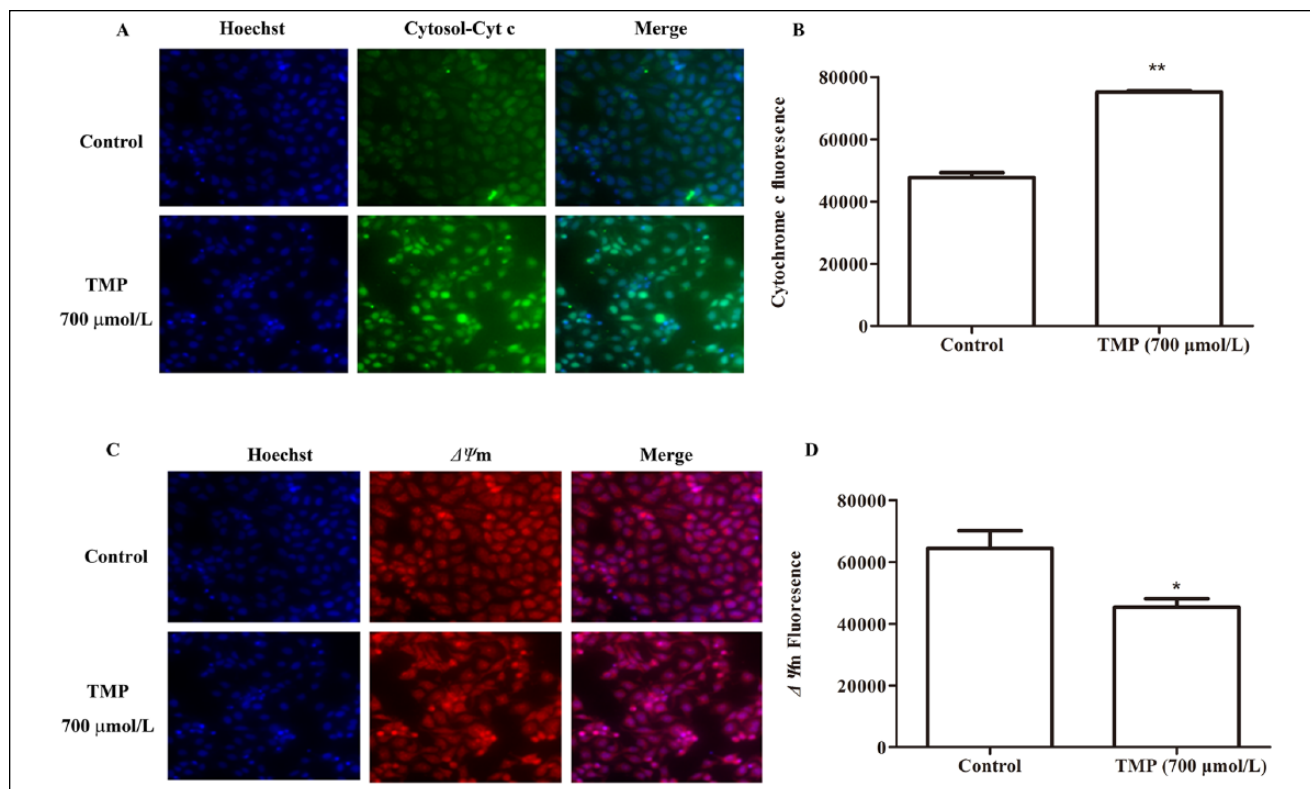 A
Hoechst
Cytosol-Cyt c
Merge
Control
TMP
700 μmol/L
B
Cytochrome c fluoresence
80000
60000
40000
20000
0
**
Control
TMP (700 μmol/L)
C
Hoechst
ΔΨm
Merge
Control
TMP
700 μmol/L
D
ΔΨm Fluoresence
80000
60000
40000
20000
0
*
Control
TMP (700 μmol/L)